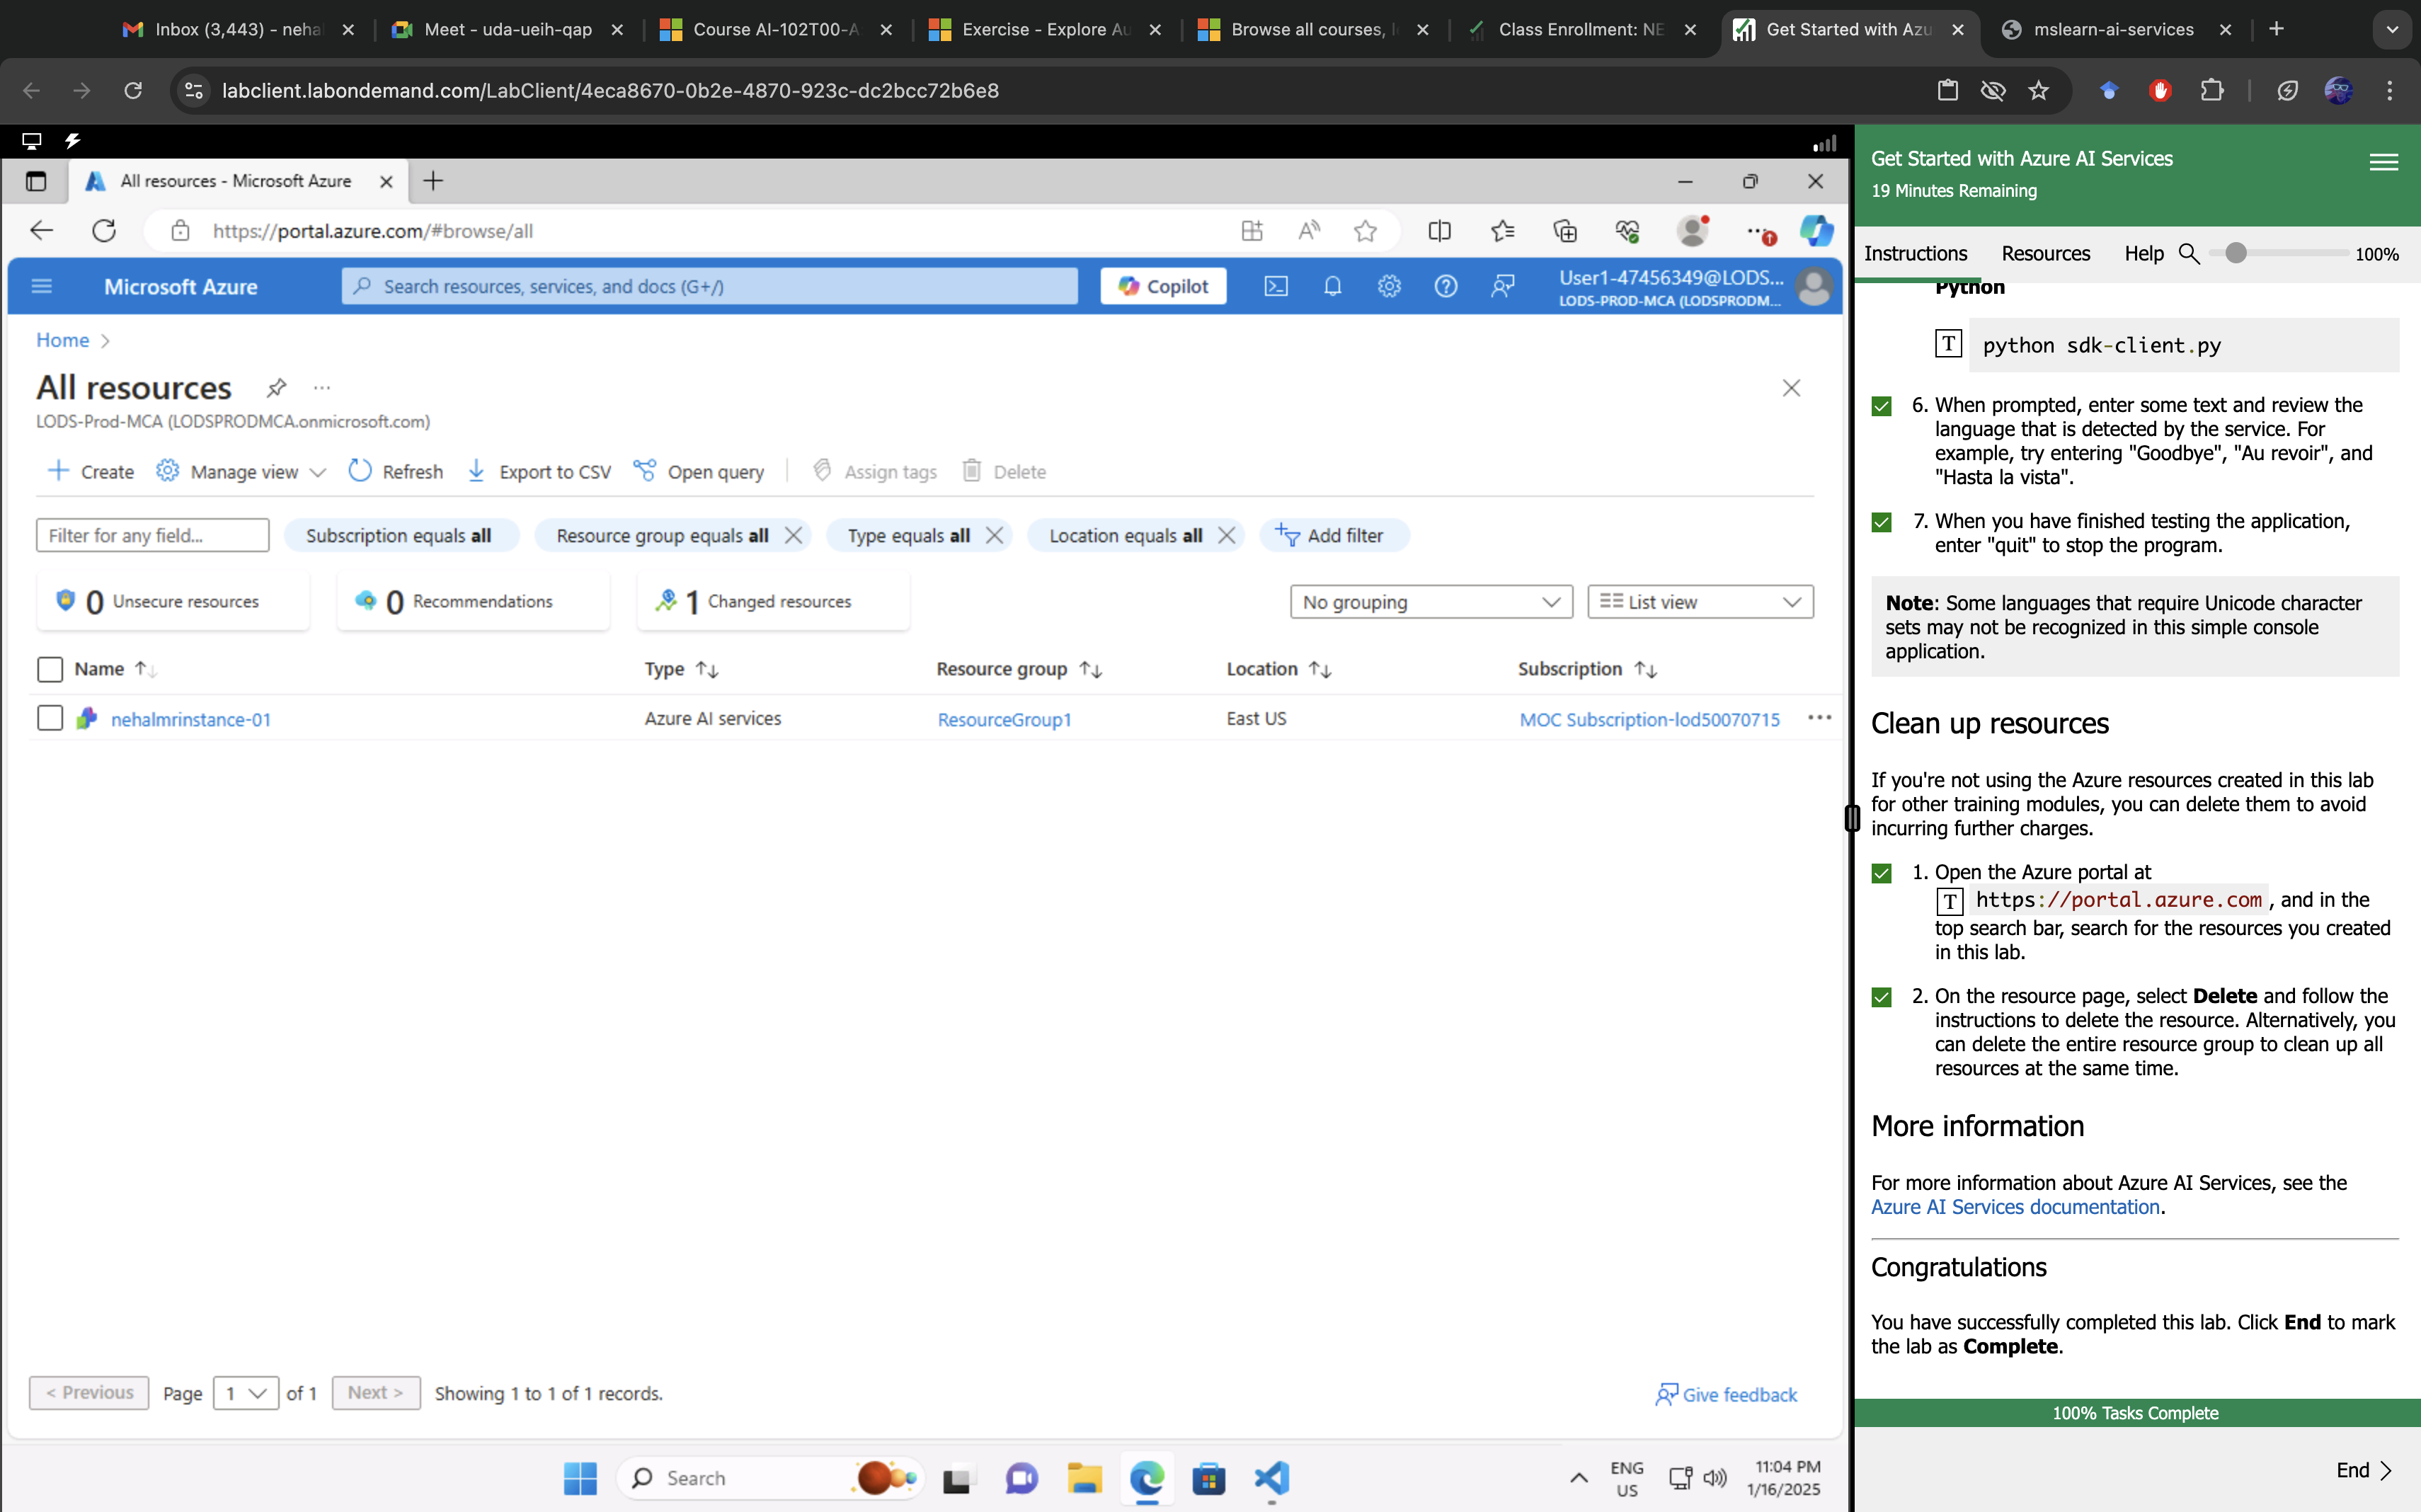 Inbox (3,443) - neha
Meet - uda-ueih-qap
Course AI-102T00-A
Exercise - Explore Au
Browse all courses, l
Class Enrollment: NE
Get Started with Azu
mslearn-ai-services
labclient.labondemand.com/LabClient/4eca8670-0b2e-4870-923c-dc2bcc72b6e8
All resources - Microsoft Azure
https://portal.azure.com/#browse/all
Microsoft Azure
Search resources, services, and docs (G+/)
Copilot
User1-47456349@LODS...
LODS-PROD-MCA (LODSPRODM...
Home
All resources
LODS-Prod-MCA (LODSPRODMCA.onmicrosoft.com)
Create
Manage view
Refresh
Export to CSV
Open query
Assign tags
Delete
Filter for any field...
Subscription equals all
Resource group equals all
Type equals all
Location equals all
Add filter
0 Unsecure resources
0 Recommendations
1 Changed resources
No grouping
List view
Name
Type
Resource group
Location
Subscription
nehalmrinstance-01
Azure AI services
ResourceGroup1
East US
MOC Subscription-lod50070715
< Previous
Page
1
of 1
Next >
Showing 1 to 1 of 1 records.
Give feedback
Search
ENG
US
11:04 PM
1/16/2025
Get Started with Azure AI Services
19 Minutes Remaining
Instructions
Resources
Help
100%
Python
T
python sdk-client.py
6. When prompted, enter some text and review the
language that is detected by the service. For
example, try entering "Goodbye", "Au revoir", and
"Hasta la vista".
7. When you have finished testing the application,
enter "quit" to stop the program.
Note: Some languages that require Unicode character
sets may not be recognized in this simple console
application.
Clean up resources
If you're not using the Azure resources created in this lab
for other training modules, you can delete them to avoid
incurring further charges.
1. Open the Azure portal at
T https://portal.azure.com, and in the
top search bar, search for the resources you created
in this lab.
2. On the resource page, select Delete and follow the
instructions to delete the resource. Alternatively, you
can delete the entire resource group to clean up all
resources at the same time.
More information
For more information about Azure AI Services, see the
Azure AI Services documentation.
Congratulations
You have successfully completed this lab. Click End to mark
the lab as Complete.
100% Tasks Complete
End